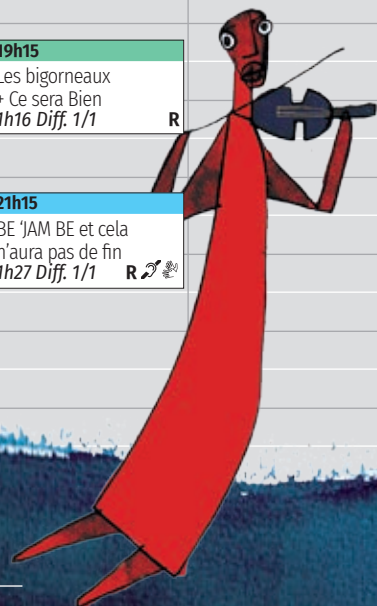 19h15
Les bigorneaux
+ Ce sera Bien
1h16 Diff. 1/1 R
21h15
BE ‘JAM BE et cela
n’aura pas de fin
1h27 Diff. 1/1 R